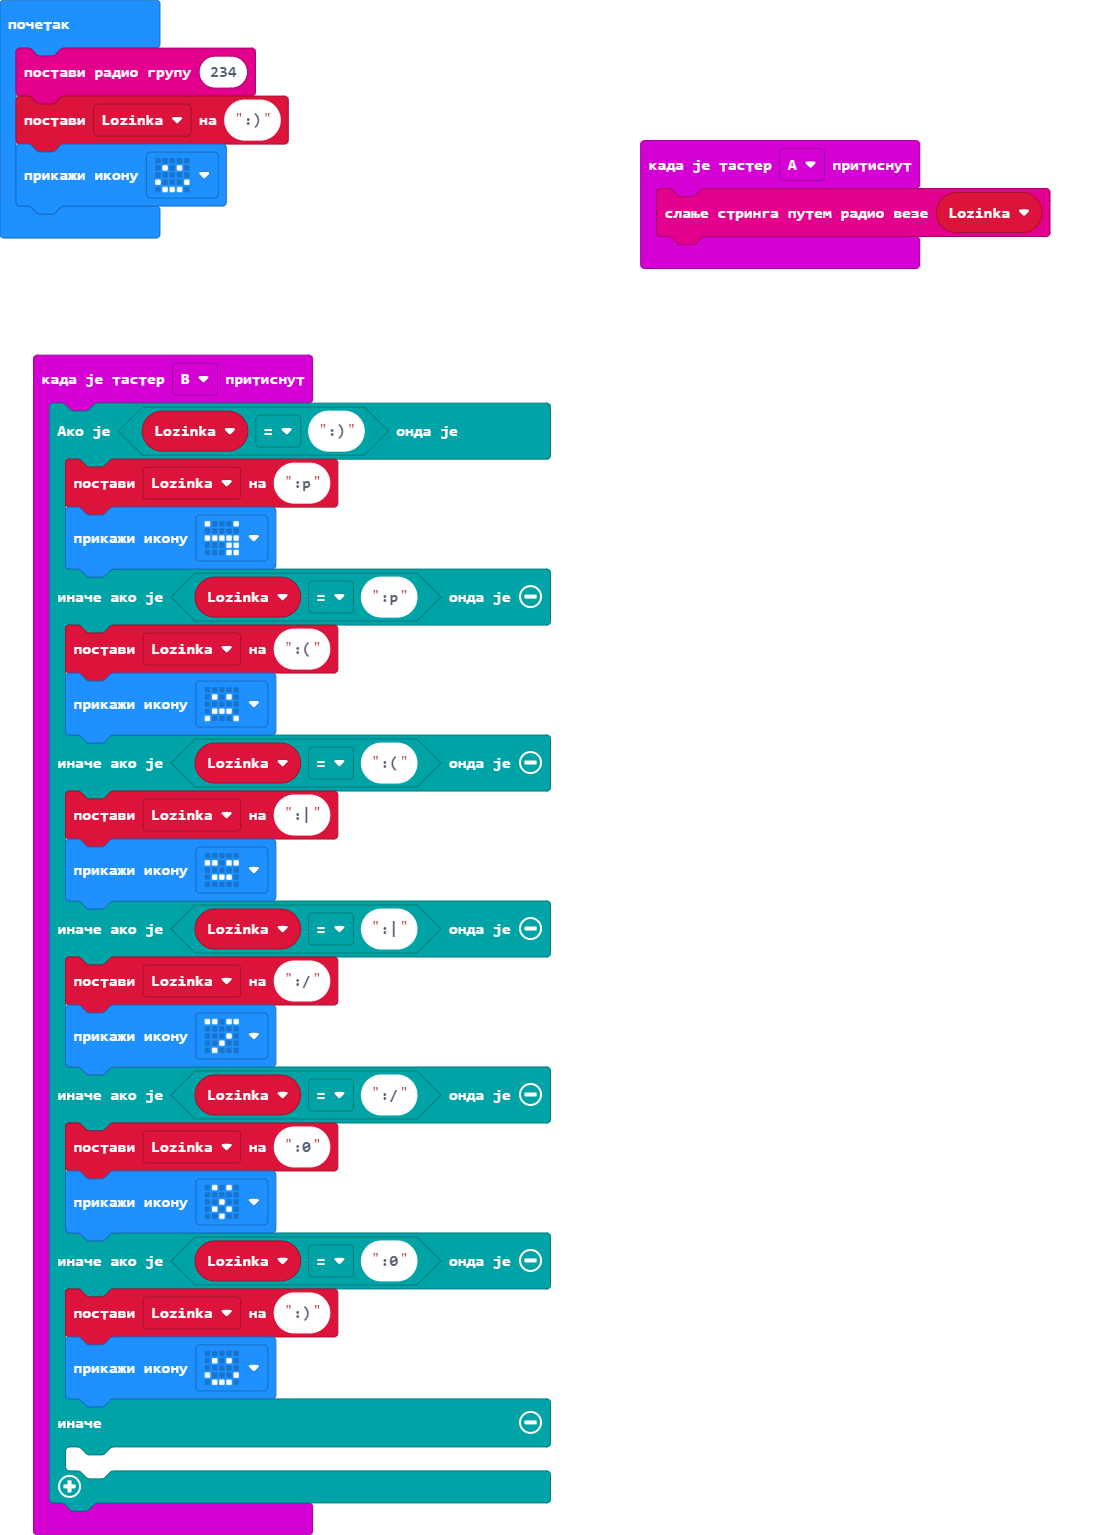 почетак
постави радио групу 234
постави Lozinka на ":)"
прикажи икону
када је тастер A притиснут
слање стринга путем радио везе Lozinka
када је тастер B притиснут
Ако је Lozinka = ":)" онда је
постави Lozinka на ":p"
прикажи икону
иначе ако је Lozinka = ":p" онда је
постави Lozinka на ":("
прикажи икону
иначе ако је Lozinka = ":(" онда је
постави Lozinka на ":|"
прикажи икону
иначе ако је Lozinka = ":|" онда је
постави Lozinka на ":/"
прикажи икону
иначе ако је Lozinka = ":/" онда је
постави Lozinka на ":0"
прикажи икону
иначе ако је Lozinka = ":0" онда је
постави Lozinka на ":)"
прикажи икону
иначе